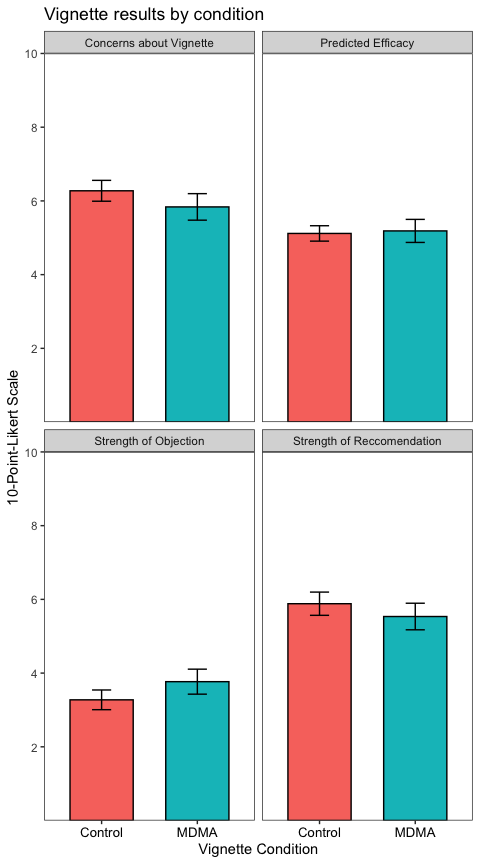 Vignette results by condition
Concerns about Vignette
Predicted Efficacy
10
8
6
4
2
10-Point-Likert Scale
Strength of Objection
Strength of Reccomendation
10
8
6
4
2
Control
MDMA
Control
MDMA
Vignette Condition